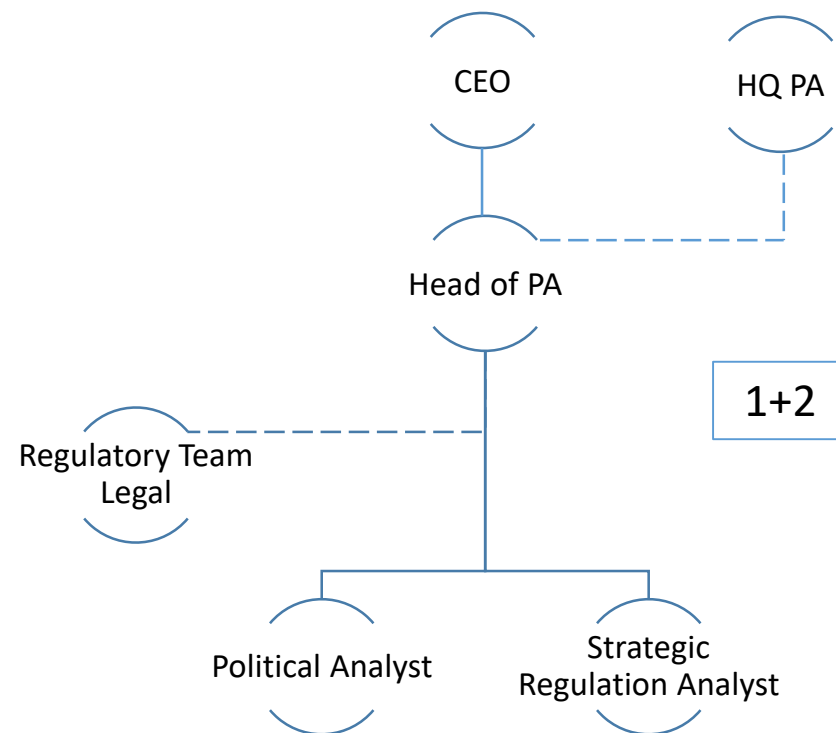 CEO
HQ PA
Head of PA
1+2
Regulatory Team
Legal
Political Analyst
Strategic
Regulation Analyst